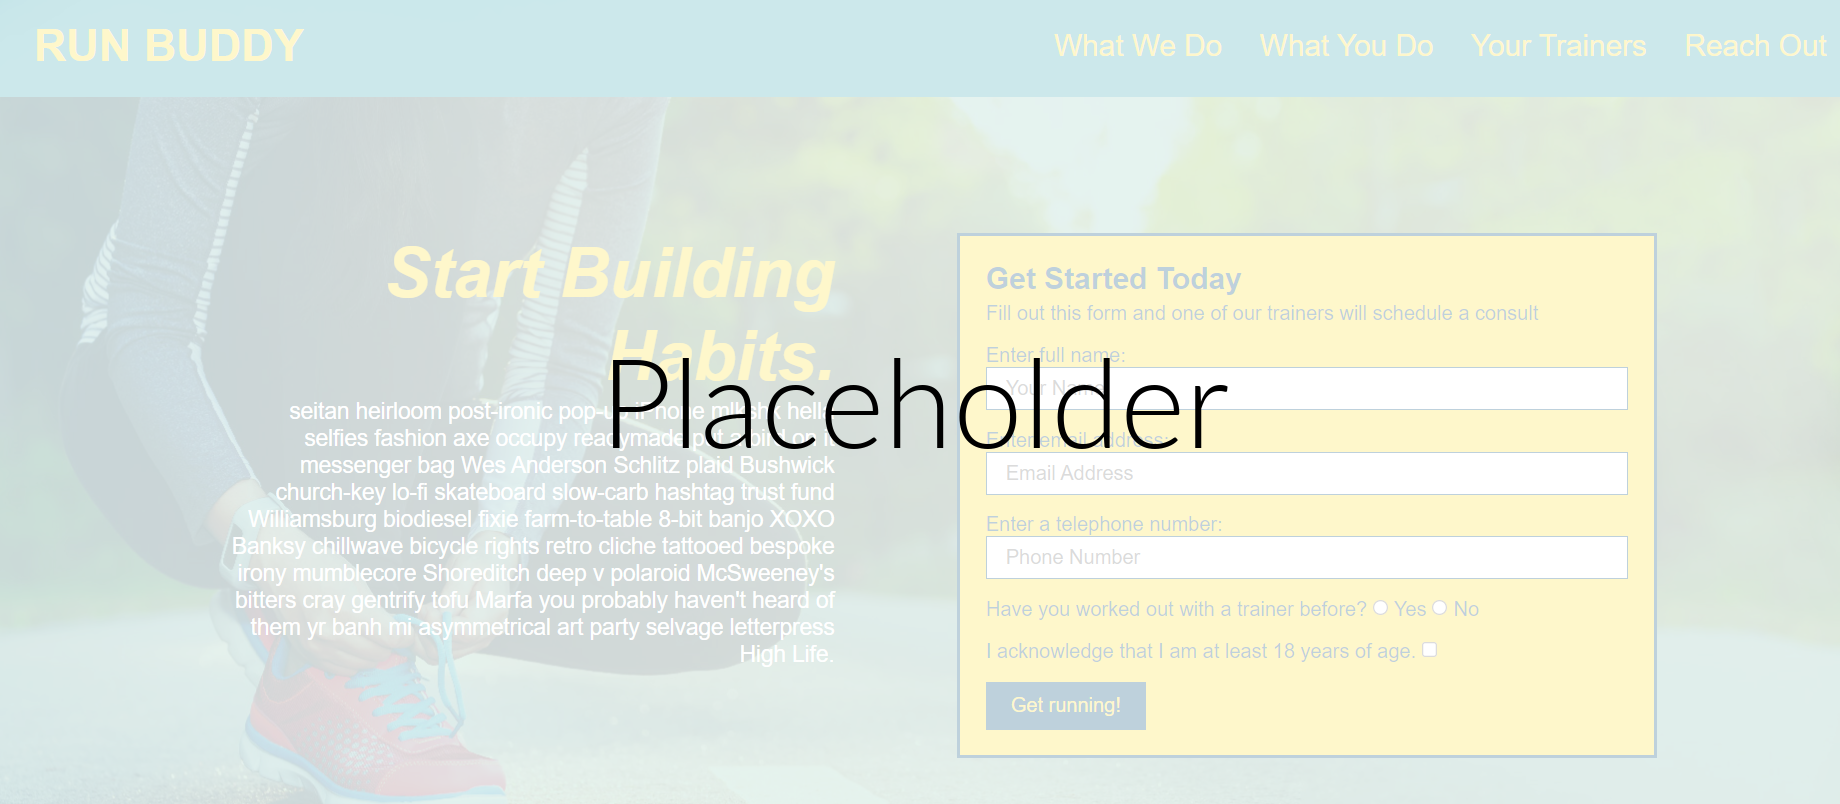 RUN BUDDY
What We Do What You Do Your Trainers Reach Out
Start Building
Habits.
seitan heirloom post-ironic pop-up iPhone mlkshk hella
selfies fashion axe occupy readymade put a bird on it
messenger bag Wes Anderson Schlitz plaid Bushwick
church-key lo-fi skateboard slow-carb hashtag trust fund
Williamsburg biodiesel fixie farm-to-table 8-bit banjo XOXO
Banksy chillwave bicycle rights retro cliche tattooed bespoke
irony mumblecore Shoreditch deep v polaroid McSweeney's
bitters cray gentrify tofu Marfa you probably haven't heard of
them yr banh mi asymmetrical art party selvage letterpress
High Life.
Placeholder
Get Started Today
Fill out this form and one of our trainers will schedule a consult
Enter full name:
Your Name
Enter email address:
Email Address
Enter a telephone number:
Phone Number
Have you worked out with a trainer before? Yes No
I acknowledge that I am at least 18 years of age.
Get running!